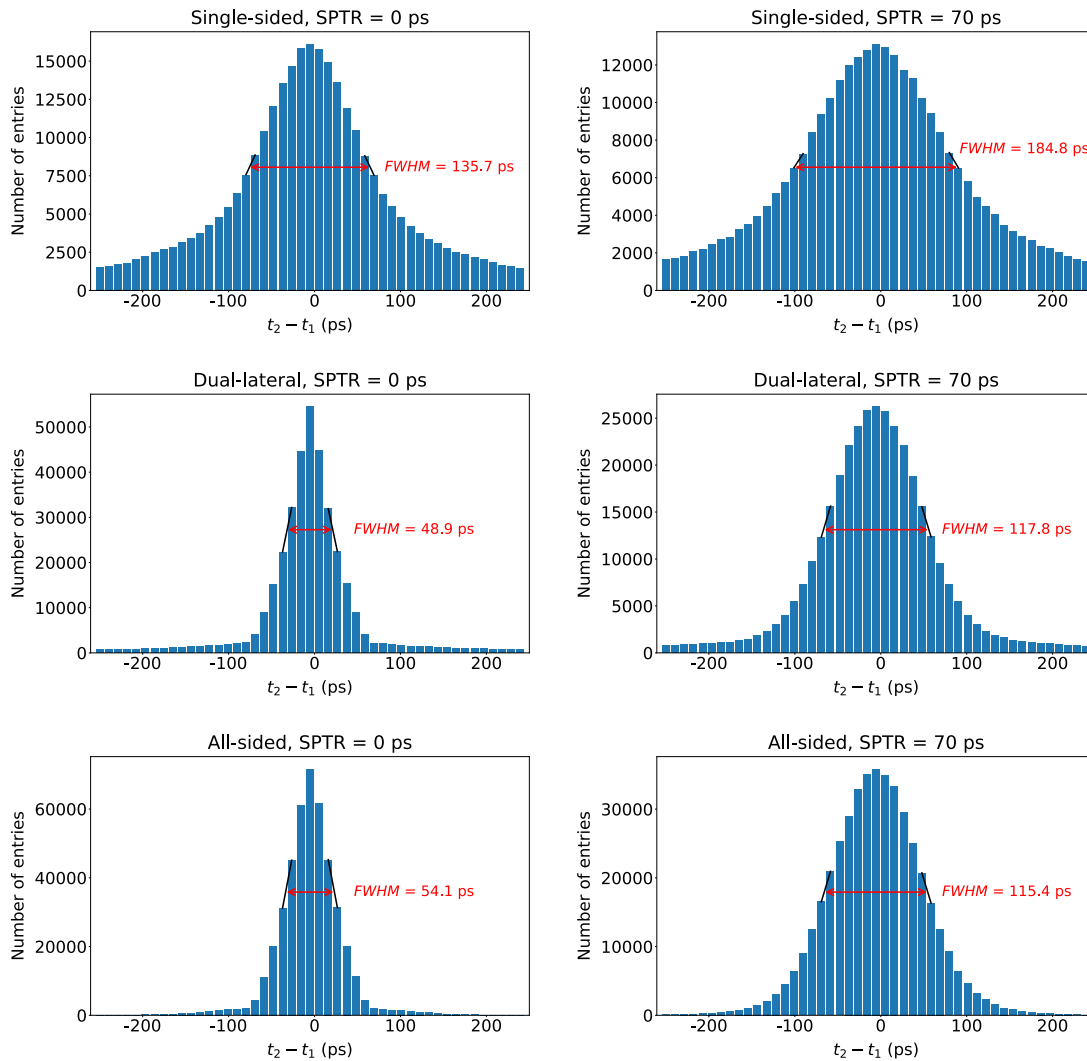 Single-sided, SPTR = 0 ps
Number of entries
15000
12500
10000
7500
5000
2500
0
FWHM = 135.7 ps
-200
-100
0
100
200
t₂ − t₁ (ps)
Single-sided, SPTR = 70 ps
Number of entries
12000
10000
8000
6000
4000
2000
0
FWHM = 184.8 ps
-200
-100
0
100
200
t₂ − t₁ (ps)
Dual-lateral, SPTR = 0 ps
Number of entries
50000
40000
30000
20000
10000
0
FWHM = 48.9 ps
-200
-100
0
100
200
t₂ − t₁ (ps)
Dual-lateral, SPTR = 70 ps
Number of entries
25000
20000
15000
10000
5000
0
FWHM = 117.8 ps
-200
-100
0
100
200
t₂ − t₁ (ps)
All-sided, SPTR = 0 ps
Number of entries
60000
40000
20000
0
FWHM = 54.1 ps
-200
-100
0
100
200
t₂ − t₁ (ps)
All-sided, SPTR = 70 ps
Number of entries
30000
20000
10000
0
FWHM = 115.4 ps
-200
-100
0
100
200
t₂ − t₁ (ps)